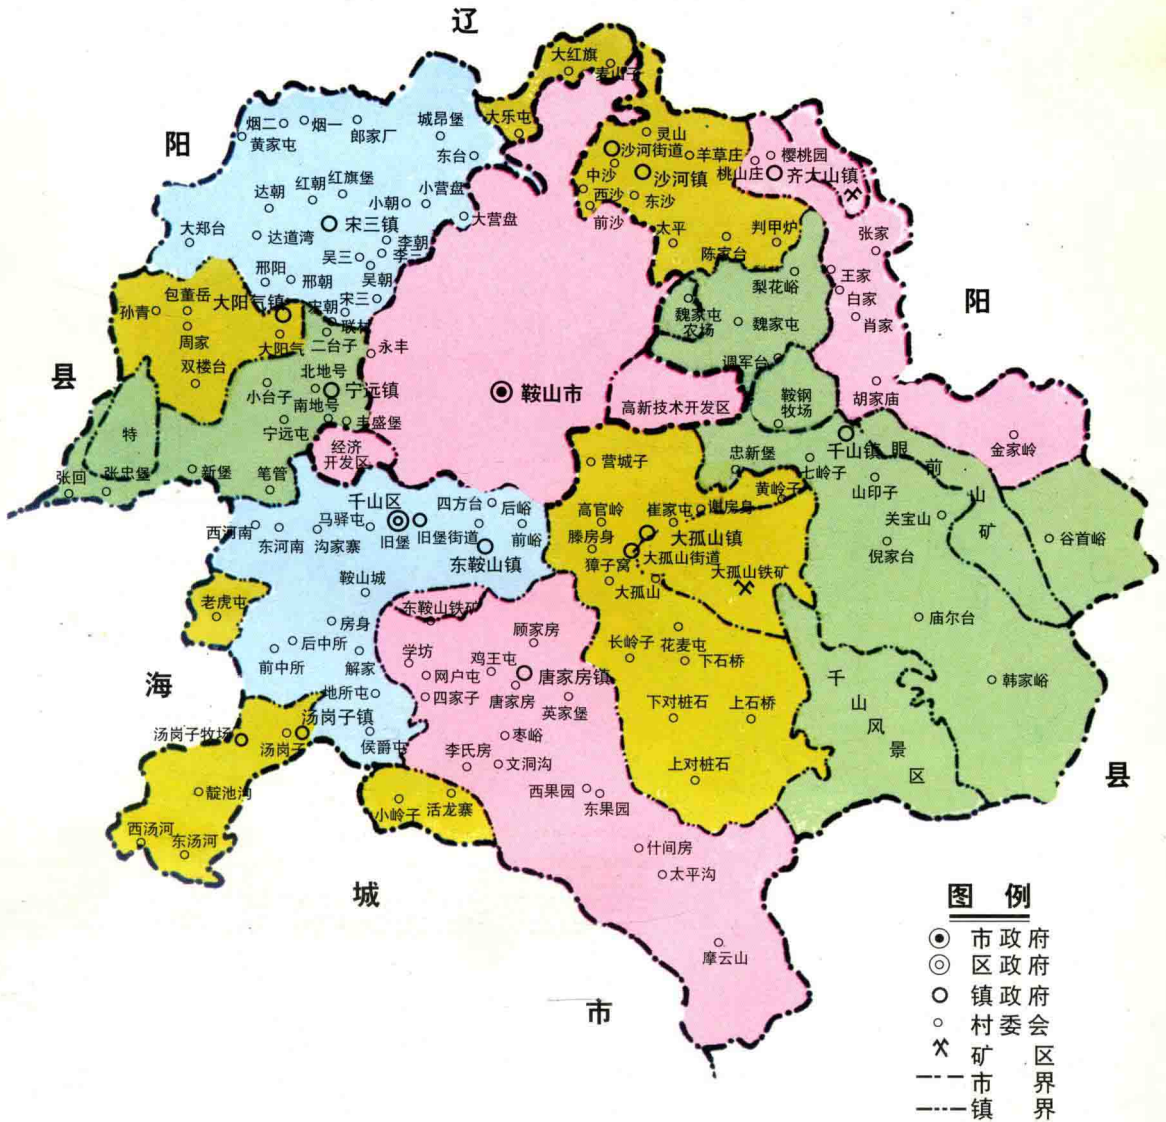 辽
阳
县
海
城
市
阳
县
大红旗
麦山子
大乐屯
烟二
烟一
黄家屯
郎家厂
城昂堡
东台
灵山
沙河街道
羊草庄
樱桃园
桃山庄
齐大山镇
中沙
沙河镇
西沙
东沙
前沙
达朝
红朝
红旗堡
小朝
小营盘
大营盘
宋三镇
大郑台
达道湾
李朝
吴三
李三
吴朝
邢阳
邢朝
太平
陈家台
判甲炉
张家
王家
白家
肖家
梨花峪
孙青
包董岳
大阳气镇
宋朝
宋三
联村
周家
大阳气
二台子
永丰
魏家屯
农场
魏家屯
调军台
双楼台
北地号
宁远镇
小台子
南地号
丰盛堡
宁远屯
鞍山市
高新技术开发区
鞍钢
牧场
胡家庙
金家岭
特
经济
开发区
张回
张忠堡
新堡
笔管
营城子
忠新堡
千山镇
七岭子
眼
前
山
矿
山印子
黄岭子
谢房身
关宝山
谷首峪
倪家台
千山区
四方台
后峪
前峪
西河南
东河南
马驿屯
沟家寨
旧堡
旧堡街道
东鞍山镇
高官岭
崔家屯
滕房身
大孤山镇
獐子窝
大孤山街道
大孤山
大孤山铁矿
鞍山城
东鞍山铁矿
老虎屯
房身
后中所
前中所
解家
地所屯
汤岗子镇
汤岗子牧场
汤岗子
侯爵屯
顾家房
学坊
鸡王屯
网户屯
唐家房镇
四家子
唐家房
英家堡
长岭子
花麦屯
下石桥
庙尔台
韩家峪
千
山
风
景
区
下对桩石
上石桥
上对桩石
枣峪
李氏房
文洞沟
西果园
东果园
靛池沟
小岭子
活龙寨
西汤河
东汤河
什间房
太平沟
摩云山
图 例
市政府
区政府
镇政府
村委会
矿 区
市 界
镇 界